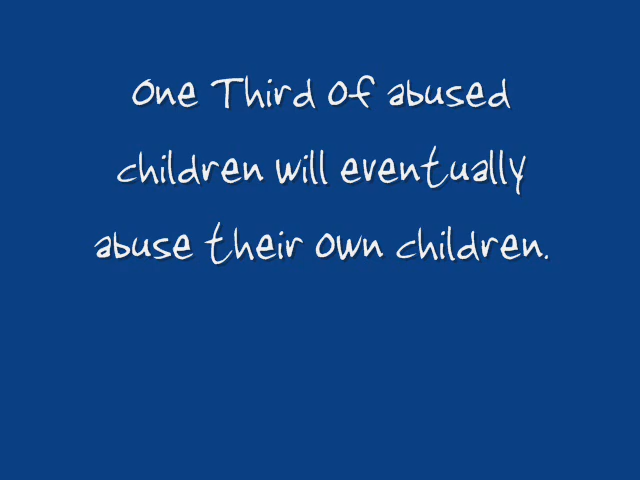 One Third of abused
children will eventually
abuse their own children.